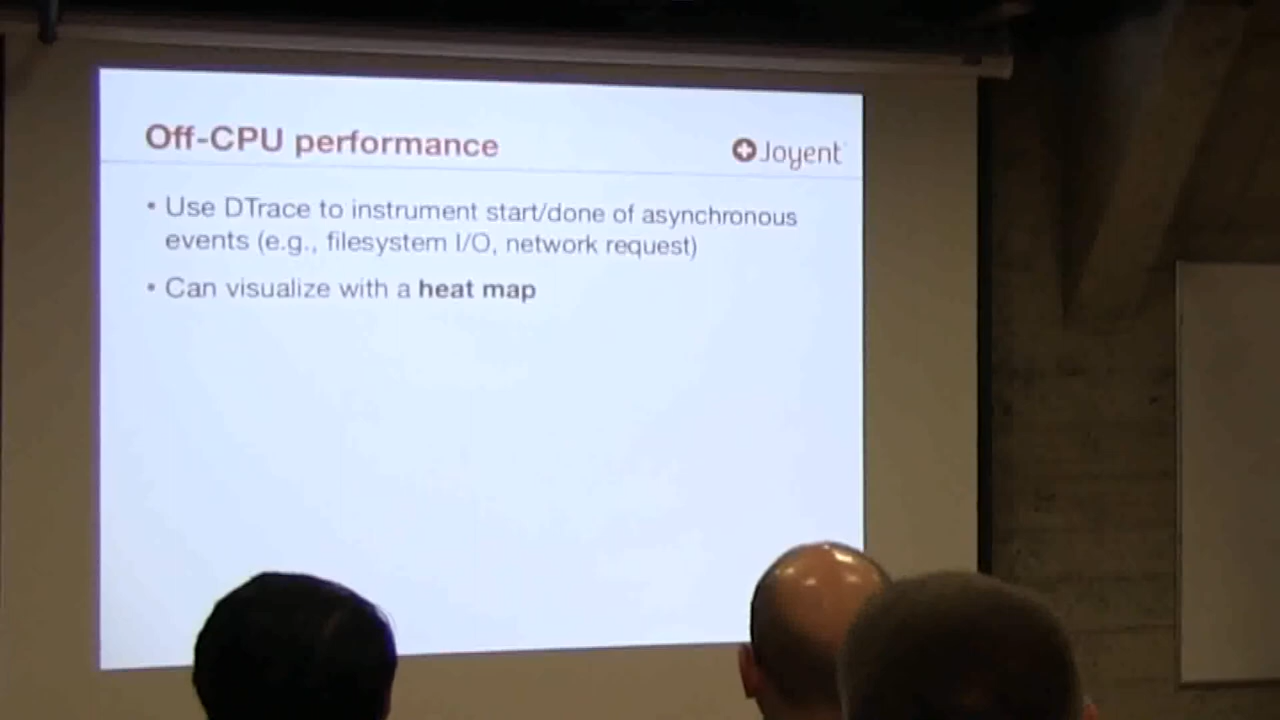 Off-CPU performance
Joyent
• Use DTrace to instrument start/done of asynchronous
events (e.g., filesystem I/O, network request)
• Can visualize with a heat map